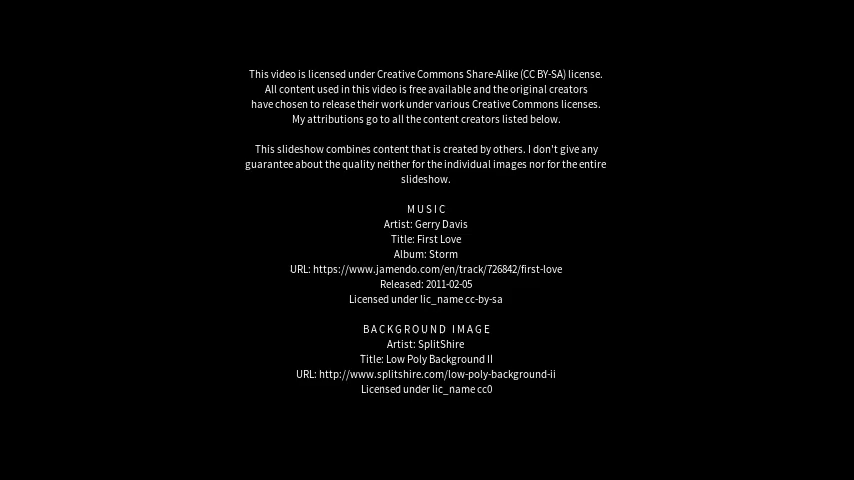 This video is licensed under Creative Commons Share-Alike (CC BY-SA) license.
All content used in this video is free available and the original creators
have chosen to release their work under various Creative Commons licenses.
My attributions go to all the content creators listed below.
This slideshow combines content that is created by others. I don't give any
guarantee about the quality neither for the individual images nor for the entire
slideshow.
MUSIC
Artist: Gerry Davis
Title: First Love
Album: Storm
URL: https://www.jamendo.com/en/track/726842/first-love
Released: 2011-02-05
Licensed under lic_name cc-by-sa
BACKGROUND IMAGE
Artist: SplitShire
Title: Low Poly Background II
URL: http://www.splitshire.com/low-poly-background-ii
Licensed under lic_name cc0